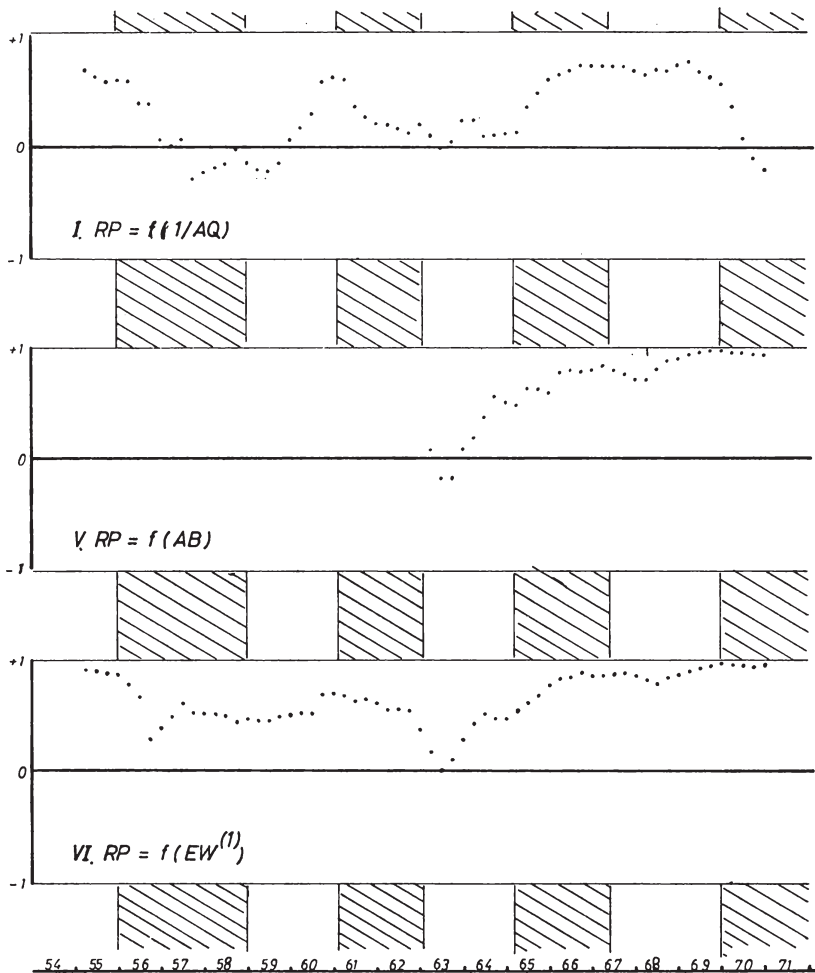 +1
0
I. RP = f(1/AQ)
-1
+1
0
V. RP = f(AB)
-1
+1
0
VI. RP = f(EW(1))
-1
54 55 56 57 58 59 60 61 62 63 64 65 66 67 68 69 70 71